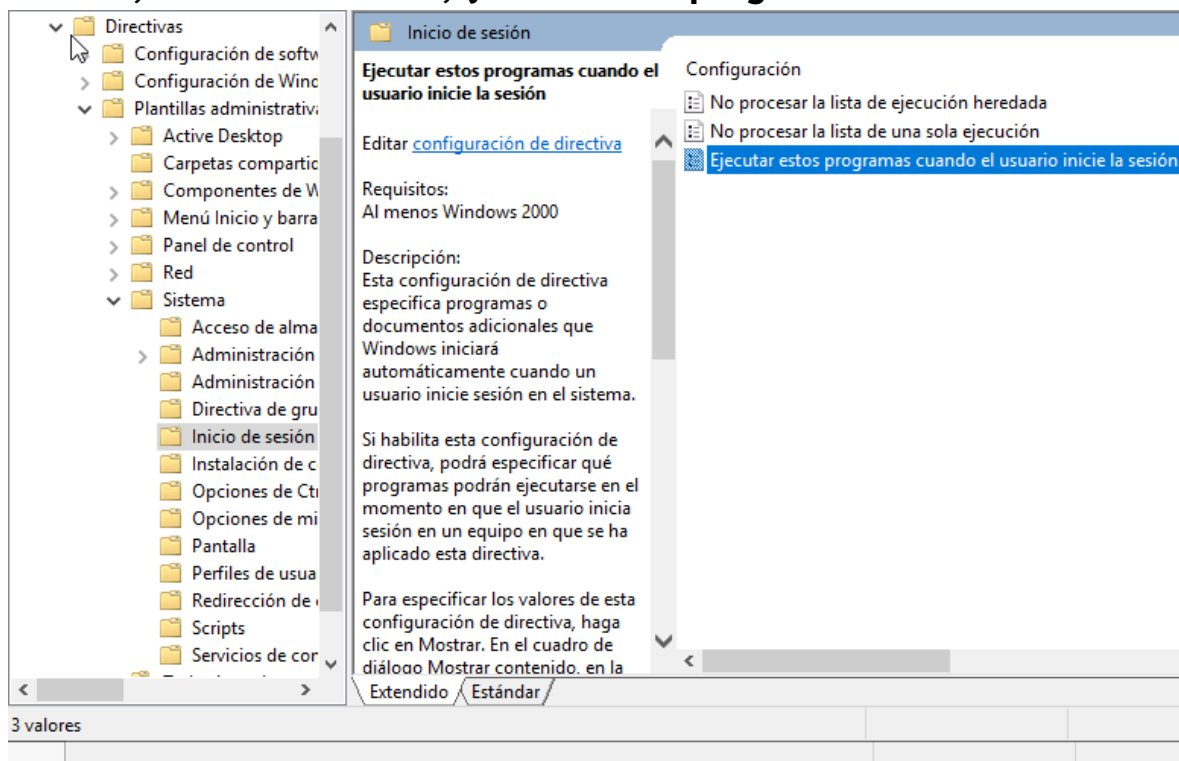 Directivas
Configuración de softw
Configuración de Winc
Plantillas administrativa
Active Desktop
Carpetas compartic
Componentes de W
Menú Inicio y barra
Panel de control
Red
Sistema
Acceso de alma
Administración
Administración
Directiva de gru
Inicio de sesión
Instalación de c
Opciones de Ctr
Opciones de mi
Pantalla
Perfiles de usua
Redirección de
Scripts
Servicios de con
Inicio de sesión
Ejecutar estos programas cuando el
usuario inicie la sesión
Editar configuración de directiva
Requisitos:
Al menos Windows 2000
Descripción:
Esta configuración de directiva
especifica programas o
documentos adicionales que
Windows iniciará
automáticamente cuando un
usuario inicie sesión en el sistema.
Si habilita esta configuración de
directiva, podrá especificar qué
programas podrán ejecutarse en el
momento en que el usuario inicia
sesión en un equipo en que se ha
aplicado esta directiva.
Para especificar los valores de esta
configuración de directiva, haga
clic en Mostrar. En el cuadro de
diálogo Mostrar contenido, en la
Configuración
No procesar la lista de ejecución heredada
No procesar la lista de una sola ejecución
Ejecutar estos programas cuando el usuario inicie la sesión
Extendido
Estándar
3 valores